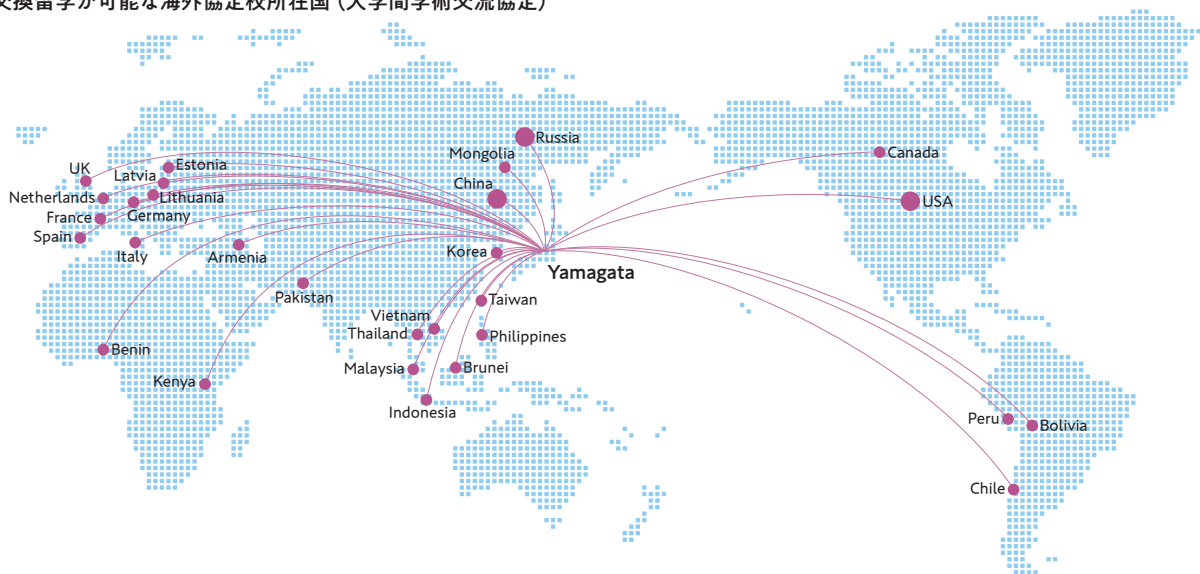 交換留学が可能な海外協定校所在国（大学間学術交流協定）
Russia
Mongolia
Canada
UK
Estonia
Latvia
China
Netherlands
Lithuania
USA
France
Germany
Spain
Italy
Armenia
Korea
Yamagata
Pakistan
Taiwan
Vietnam
Thailand
Philippines
Benin
Malaysia
Brunei
Kenya
Indonesia
Peru
Bolivia
Chile